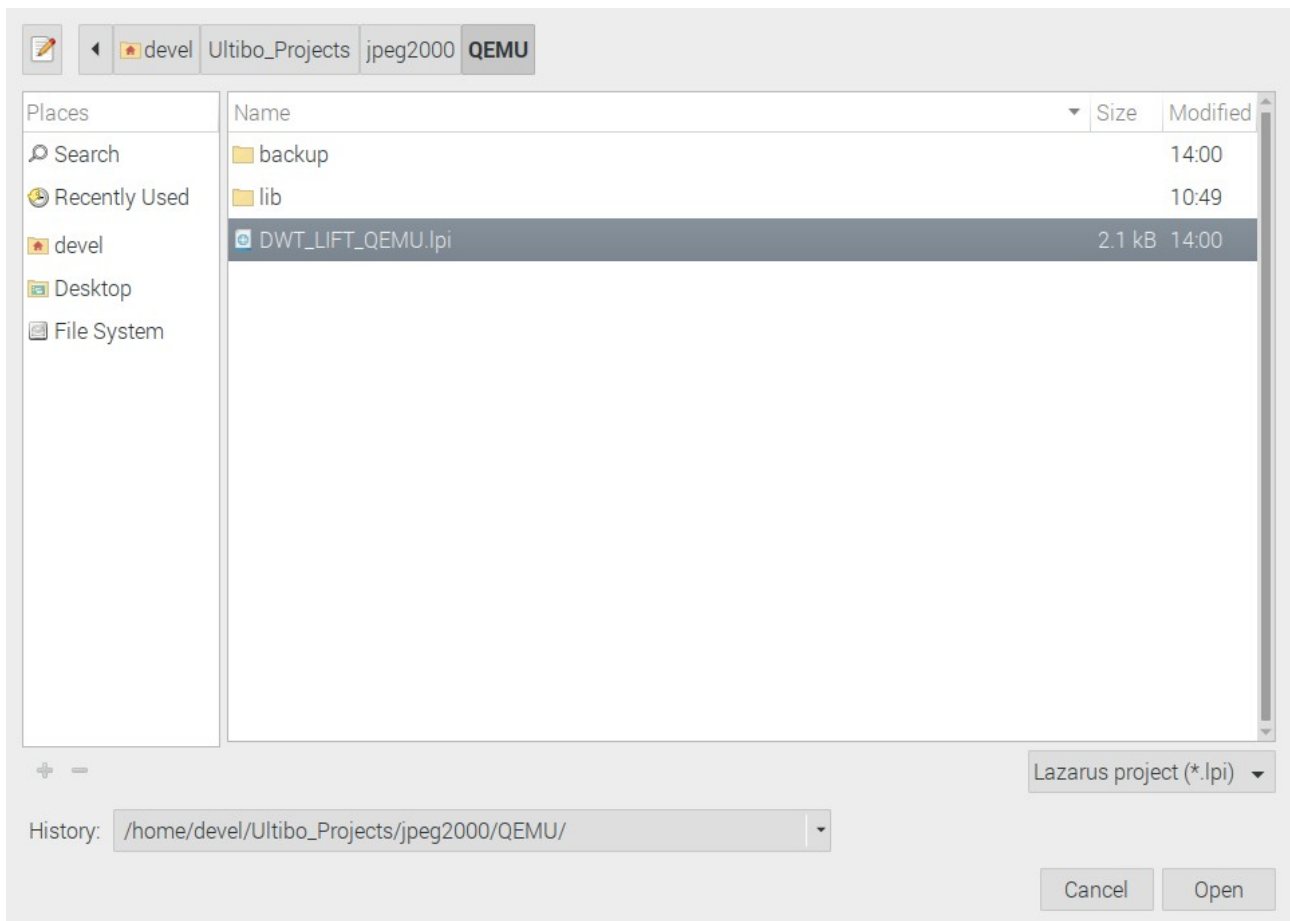 devel Ultibo_Projects jpeg2000 QEMU
Places
Search
Recently Used
devel
Desktop
File System
Name Size Modified
backup 14:00
lib 10:49
DWT_LIFT_QEMU.lpi 2.1 kB 14:00
Lazarus project (*.lpi)
History: /home/devel/Ultibo_Projects/jpeg2000/QEMU/
Cancel Open